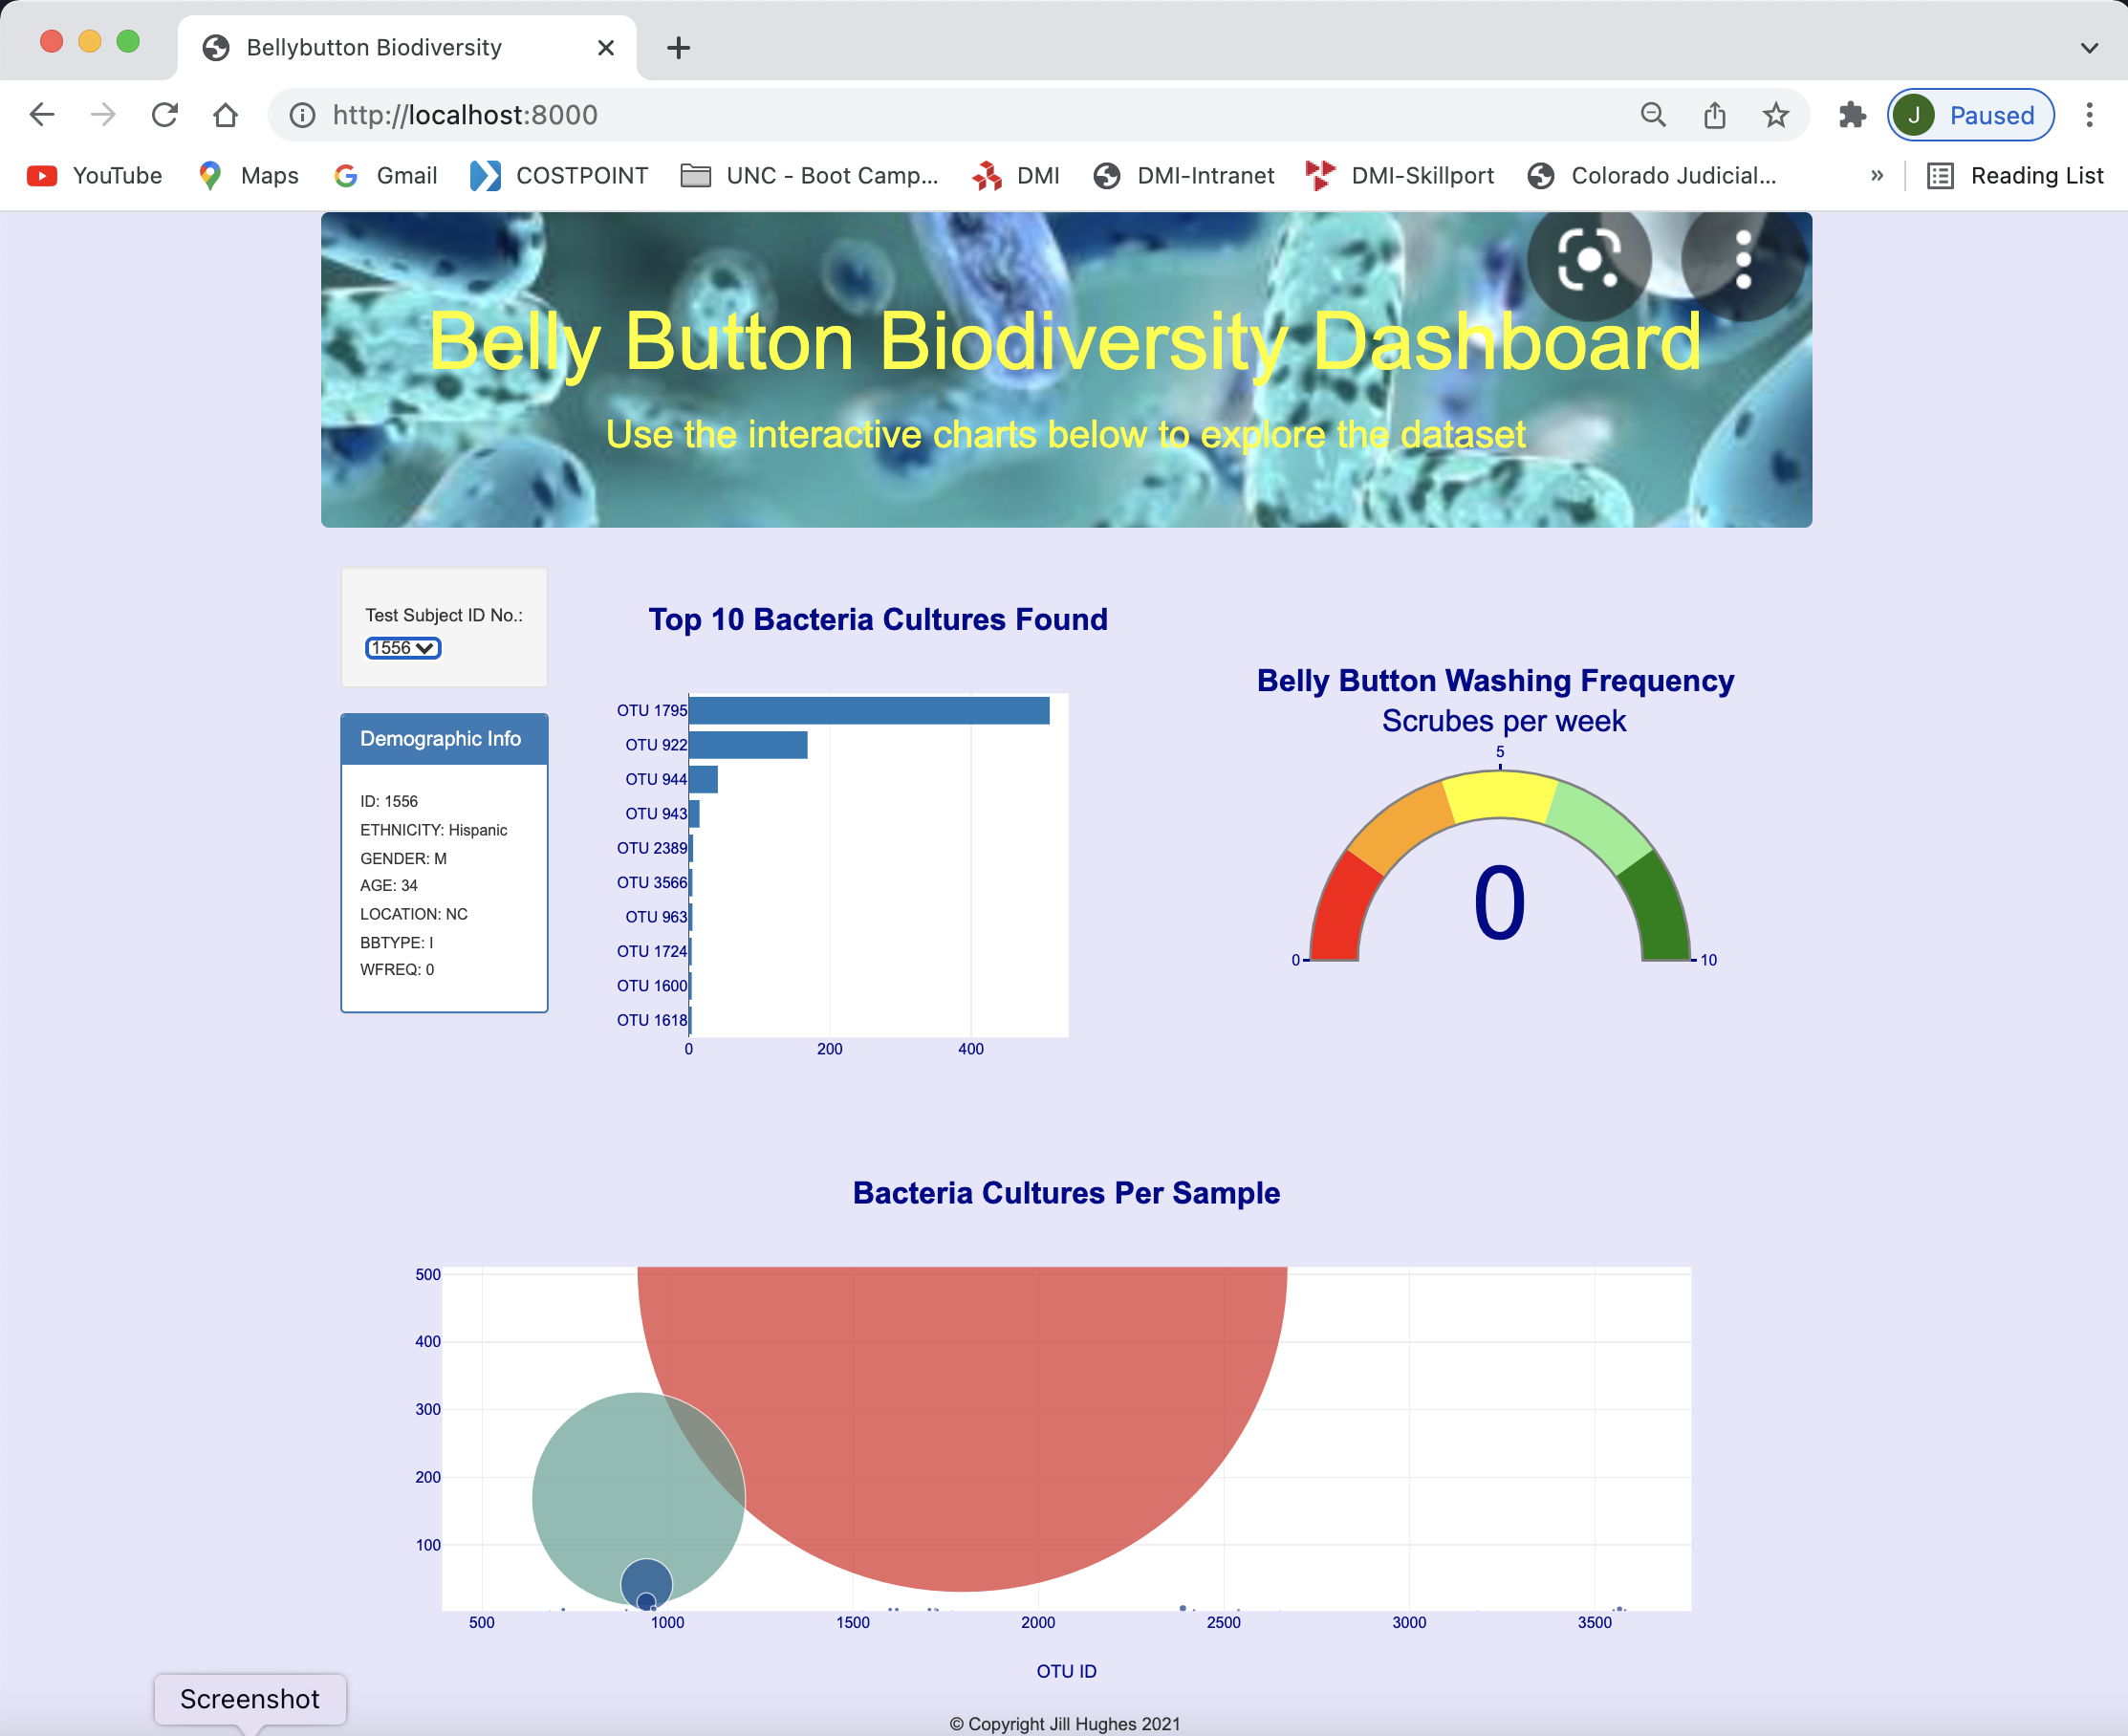 Bellybutton Biodiversity
http://localhost:8000
J Paused
YouTube Maps Gmail COSTPOINT UNC - Boot Camp... DMI DMI-Intranet DMI-Skillport Colorado Judicial... » Reading List
Belly Button Biodiversity Dashboard
Use the interactive charts below to explore the dataset
Test Subject ID No.:
1556
Demographic Info
ID: 1556
ETHNICITY: Hispanic
GENDER: M
AGE: 34
LOCATION: NC
BBTYPE: I
WFREQ: 0
Top 10 Bacteria Cultures Found
OTU 1795
OTU 922
OTU 944
OTU 943
OTU 2389
OTU 3566
OTU 963
OTU 1724
OTU 1600
OTU 1618
0 200 400
Belly Button Washing Frequency
Scrubes per week
5
0
0 10
Bacteria Cultures Per Sample
500
400
300
200
100
500 1000 1500 2000 2500 3000 3500
OTU ID
Screenshot
© Copyright Jill Hughes 2021